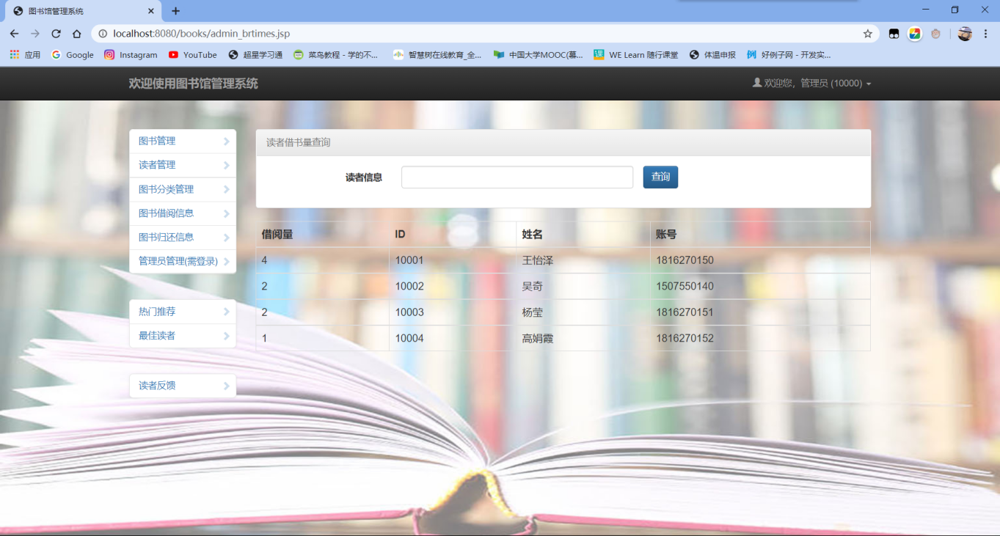 图书馆管理系统
localhost:8080/books/admin_brtimes.jsp
应用 Google Instagram YouTube 超星学习通 菜鸟教程 - 学的不... 智慧树在线教育_全... 中国大学MOOC(慕... WE Learn 随行课堂 体温申报 好例子网 - 开发实...
欢迎使用图书馆管理系统 欢迎您，管理员 (10000)
图书管理
读者管理
图书分类管理
图书借阅信息
图书归还信息
管理员管理(需登录)
热门推荐
最佳读者
读者反馈
读者借书量查询
读者信息 查询
借阅量 ID 姓名 账号
4 10001 王怡泽 1816270150
2 10002 吴奇 1507550140
2 10003 杨莹 1816270151
1 10004 高娟霞 1816270152